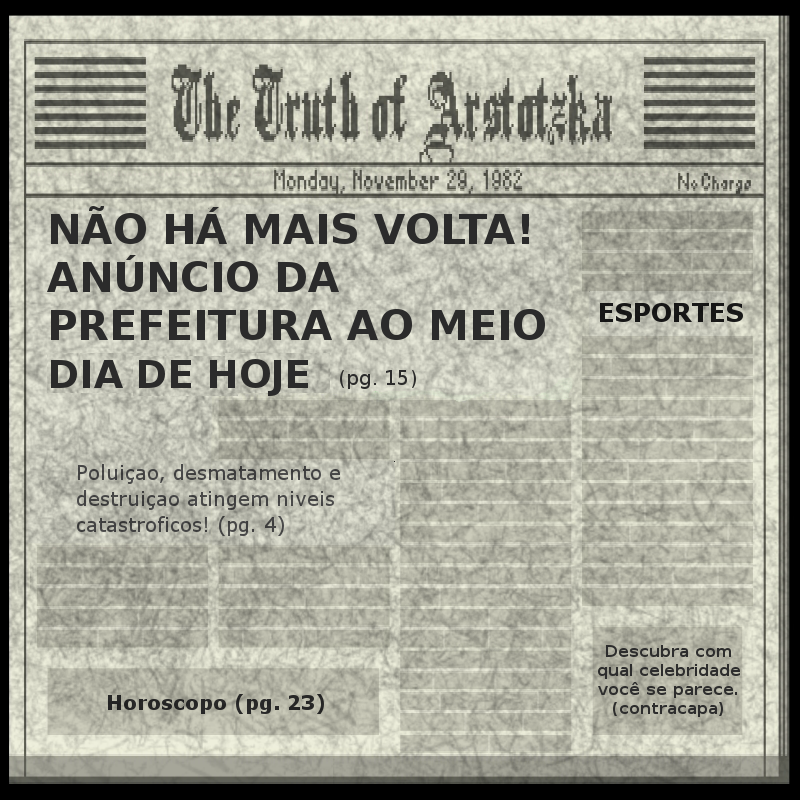 The Truth of Arstotzka
Monday, November 29, 1982
No Charge
NÃO HÁ MAIS VOLTA!
ANÚNCIO DA
PREFEITURA AO MEIO
DIA DE HOJE (pg. 15)
ESPORTES
Poluiçao, desmatamento e
destruiçao atingem niveis
catastroficos! (pg. 4)
Horoscopo (pg. 23)
Descubra com
qual celebridade
você se parece.
(contracapa)